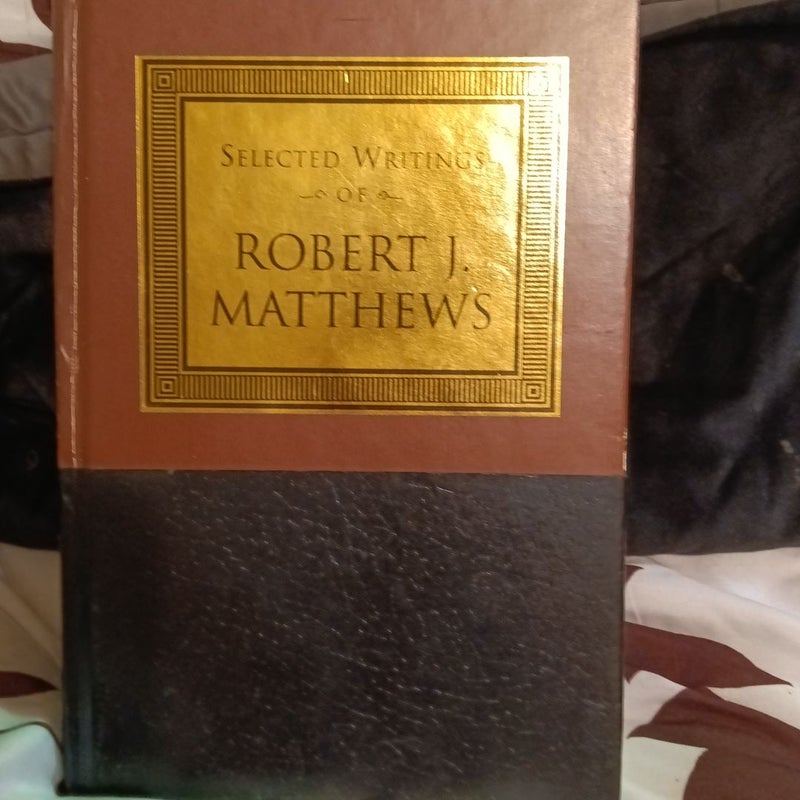 SELECTED WRITINGS
OF
ROBERT J.
MATTHEWS